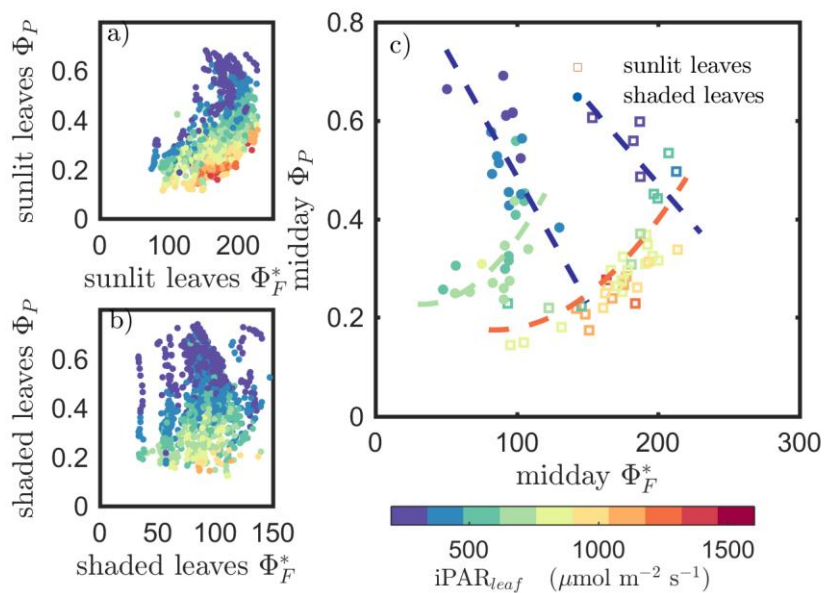 a)
sunlit leaves Φ_P
0.6
0.4
0.2
0
0 100 200
sunlit leaves Φ_F^*
b)
shaded leaves Φ_P
0.6
0.4
0.2
0
0 50 100 150
shaded leaves Φ_F^*
c)
sunlit leaves
shaded leaves
midday Φ_P
0.8
0.6
0.4
0.2
0
0 100 200 300
midday Φ_F^*
500 1000 1500
iPAR_leaf (μmol m⁻² s⁻¹)